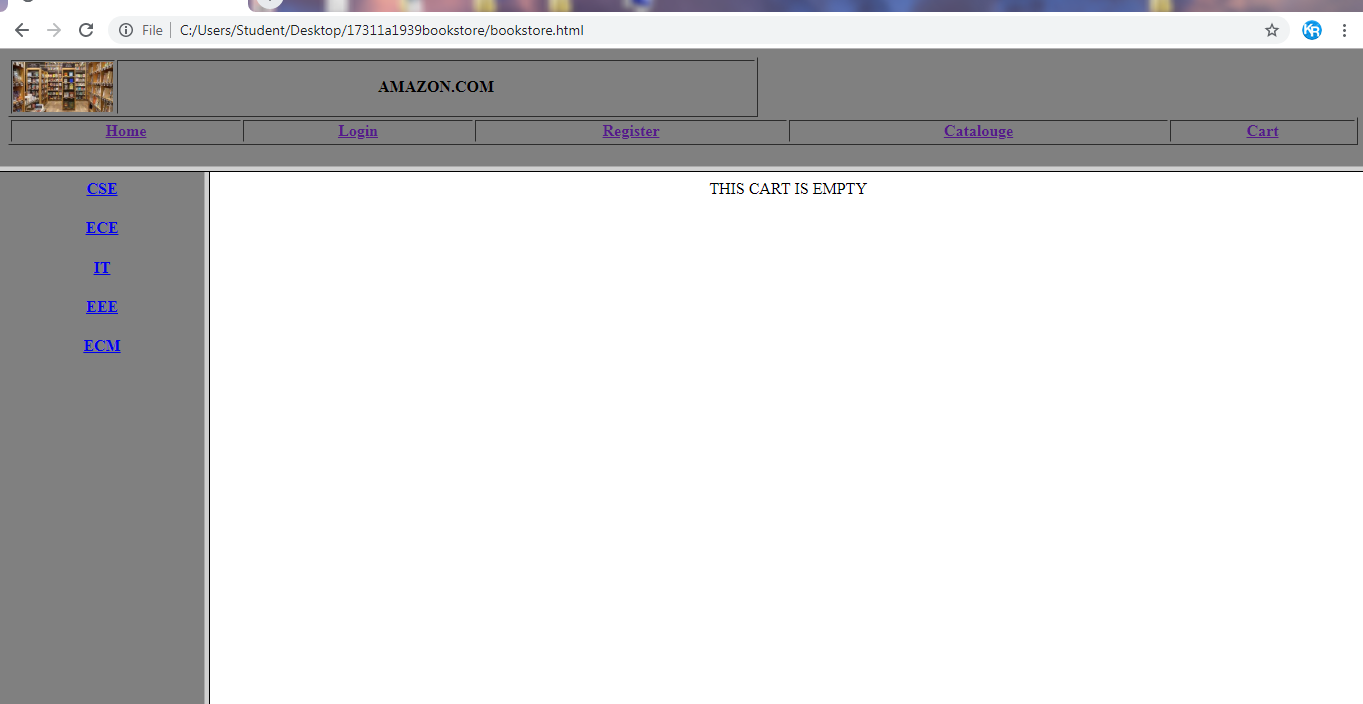 File C:/Users/Student/Desktop/17311a1939bookstore/bookstore.html
KR
AMAZON.COM
Home Login Register Catalouge Cart
CSE
THIS CART IS EMPTY
ECE
IT
EEE
ECM